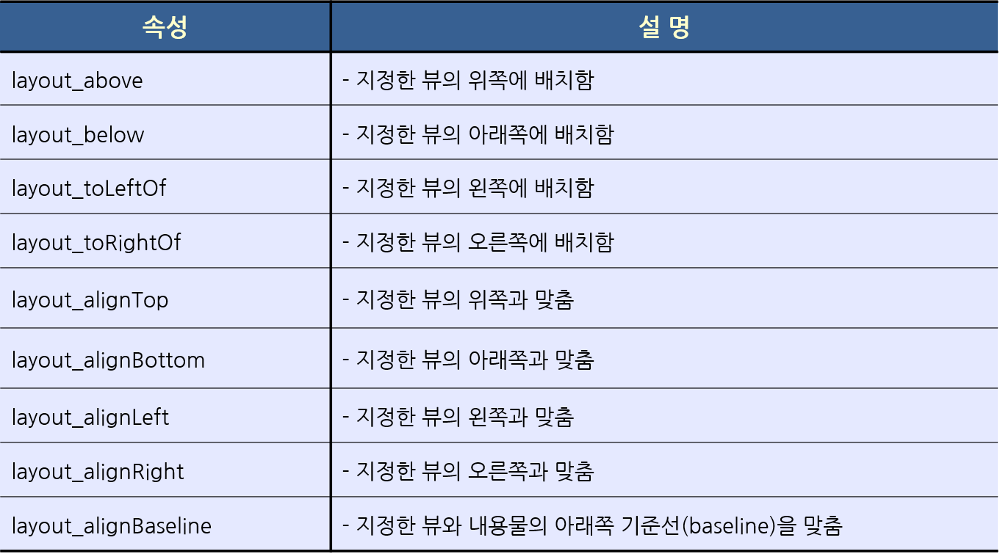 속성 설 명
layout_above - 지정한 뷰의 위쪽에 배치함
layout_below - 지정한 뷰의 아래쪽에 배치함
layout_toLeftOf - 지정한 뷰의 왼쪽에 배치함
layout_toRightOf - 지정한 뷰의 오른쪽에 배치함
layout_alignTop - 지정한 뷰의 위쪽과 맞춤
layout_alignBottom - 지정한 뷰의 아래쪽과 맞춤
layout_alignLeft - 지정한 뷰의 왼쪽과 맞춤
layout_alignRight - 지정한 뷰의 오른쪽과 맞춤
layout_alignBaseline - 지정한 뷰와 내용물의 아래쪽 기준선(baseline)을 맞춤